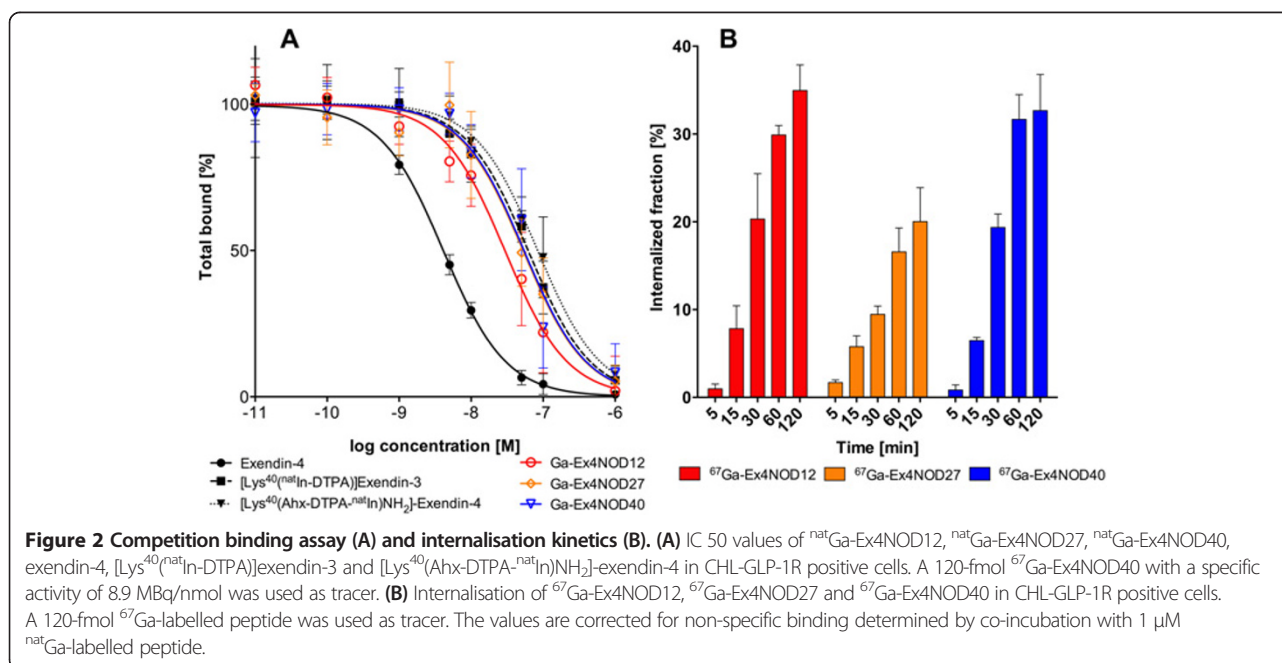 A
B
Total bound [%]
100
50
0
-11 -10 -9 -8 -7 -6
log concentration [M]
Exendin-4
[Lys⁴⁰(ⁿᵃᵗIn-DTPA)]Exendin-3
[Lys⁴⁰(Ahx-DTPA-ⁿᵃᵗIn)NH₂]-Exendin-4
Ga-Ex4NOD12
Ga-Ex4NOD27
Ga-Ex4NOD40
Internalized fraction [%]
40
30
20
10
0
5 15 30 60 120 5 15 30 60 120 5 15 30 60 120
Time [min]
⁶⁷Ga-Ex4NOD12 ⁶⁷Ga-Ex4NOD27 ⁶⁷Ga-Ex4NOD40
Figure 2 Competition binding assay (A) and internalisation kinetics (B). (A) IC 50 values of ⁿᵃᵗGa-Ex4NOD12, ⁿᵃᵗGa-Ex4NOD27, ⁿᵃᵗGa-Ex4NOD40,
exendin-4, [Lys⁴⁰(ⁿᵃᵗIn-DTPA)]exendin-3 and [Lys⁴⁰(Ahx-DTPA-ⁿᵃᵗIn)NH₂]-exendin-4 in CHL-GLP-1R positive cells. A 120-fmol ⁶⁷Ga-Ex4NOD40 with a specific
activity of 8.9 MBq/nmol was used as tracer. (B) Internalisation of ⁶⁷Ga-Ex4NOD12, ⁶⁷Ga-Ex4NOD27 and ⁶⁷Ga-Ex4NOD40 in CHL-GLP-1R positive cells.
A 120-fmol ⁶⁷Ga-labelled peptide was used as tracer. The values are corrected for non-specific binding determined by co-incubation with 1 μM
ⁿᵃᵗGa-labelled peptide.